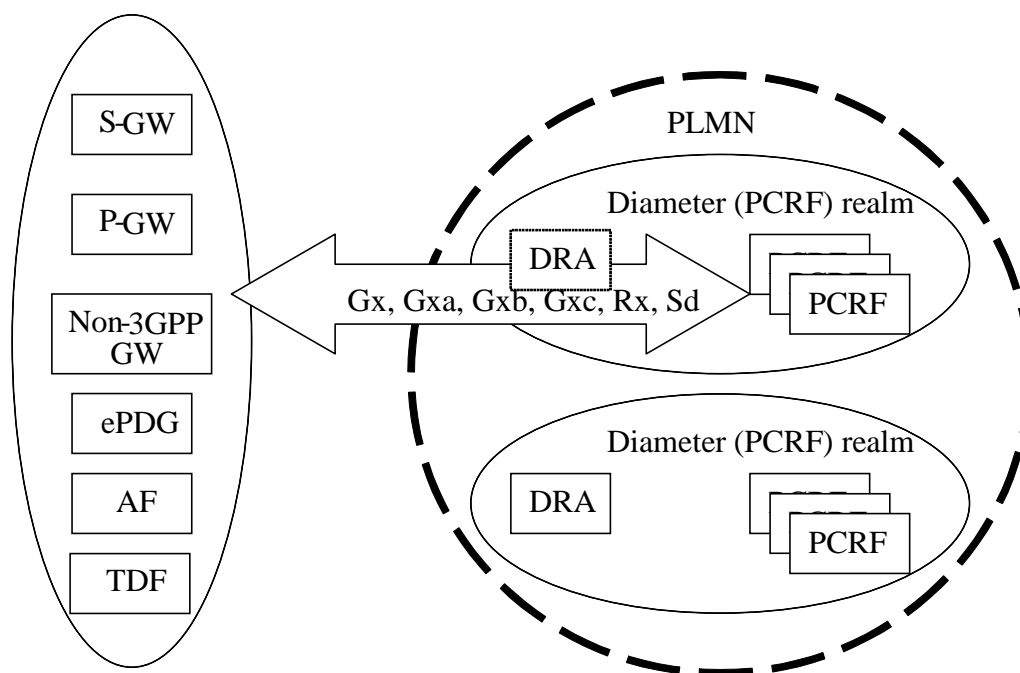 S-GW
P-GW
Non-3GPP
GW
ePDG
AF
TDF
PLMN
Diameter (PCRF) realm
DRA
Gx, Gxa, Gxb, Gxc, Rx, Sd
PCRF
Diameter (PCRF) realm
DRA
PCRF